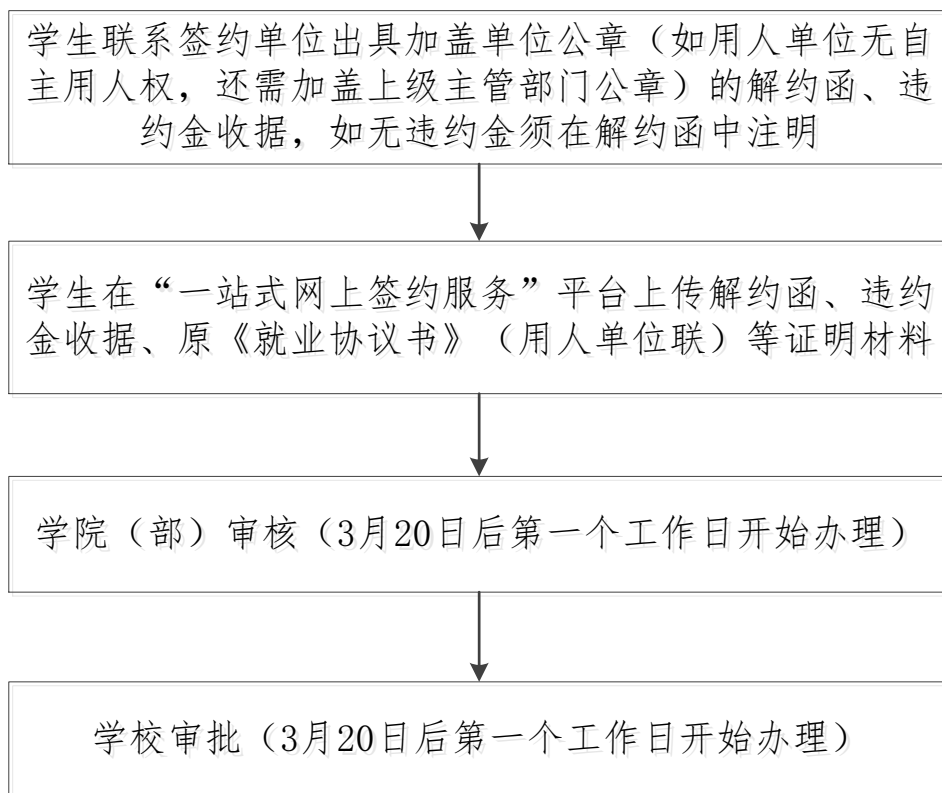 学生联系签约单位出具加盖单位公章（如用人单位无自
主用人权，还需加盖上级主管部门公章）的解约函、违
约金收据，如无违约金须在解约函中注明
学生在“一站式网上签约服务”平台上传解约函、违约
金收据、原《就业协议书》（用人单位联）等证明材料
学院（部）审核（3月20日后第一个工作日开始办理）
学校审批（3月20日后第一个工作日开始办理）